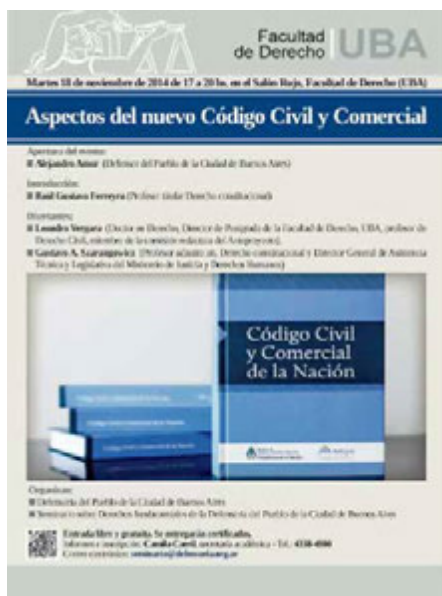 Facultad
de Derecho UBA
Martes 18 de noviembre de 2014 de 17 a 20 hs. en el Salón Rojo, Facultad de Derecho (UBA)
Aspectos del nuevo Código Civil y Comercial
Apertura del evento:
Alejandro Amor (Defensor del Pueblo de la Ciudad de Buenos Aires)
Introducción:
Raúl Gustavo Ferreyra (Profesor titular Derecho constitucional)
Disertantes:
Leandro Vergara (Doctor en Derecho, Director de Posgrado de la Facultad de Derecho, UBA, profesor de
Derecho Civil, miembro de la comisión redactora del Anteproyecto).
Gustavo A. Szarangowicz (Profesor adjunto int. Derecho constitucional y Director General de Asistencia
Técnica y Legislativa del Ministerio de Justicia y Derechos Humanos)
Código Civil
y Comercial
de la Nación
Organizan:
Defensoría del Pueblo de la Ciudad de Buenos Aires
Seminario sobre Derechos fundamentales de la Defensoría del Pueblo de la Ciudad de Buenos Aires
Entrada libre y gratuita. Se entregarán certificados.
Informes e inscripción: Camila Carril, secretaria académica - Tel.: 4338-4900
Correo electrónico: seminario@defensoria.org.ar